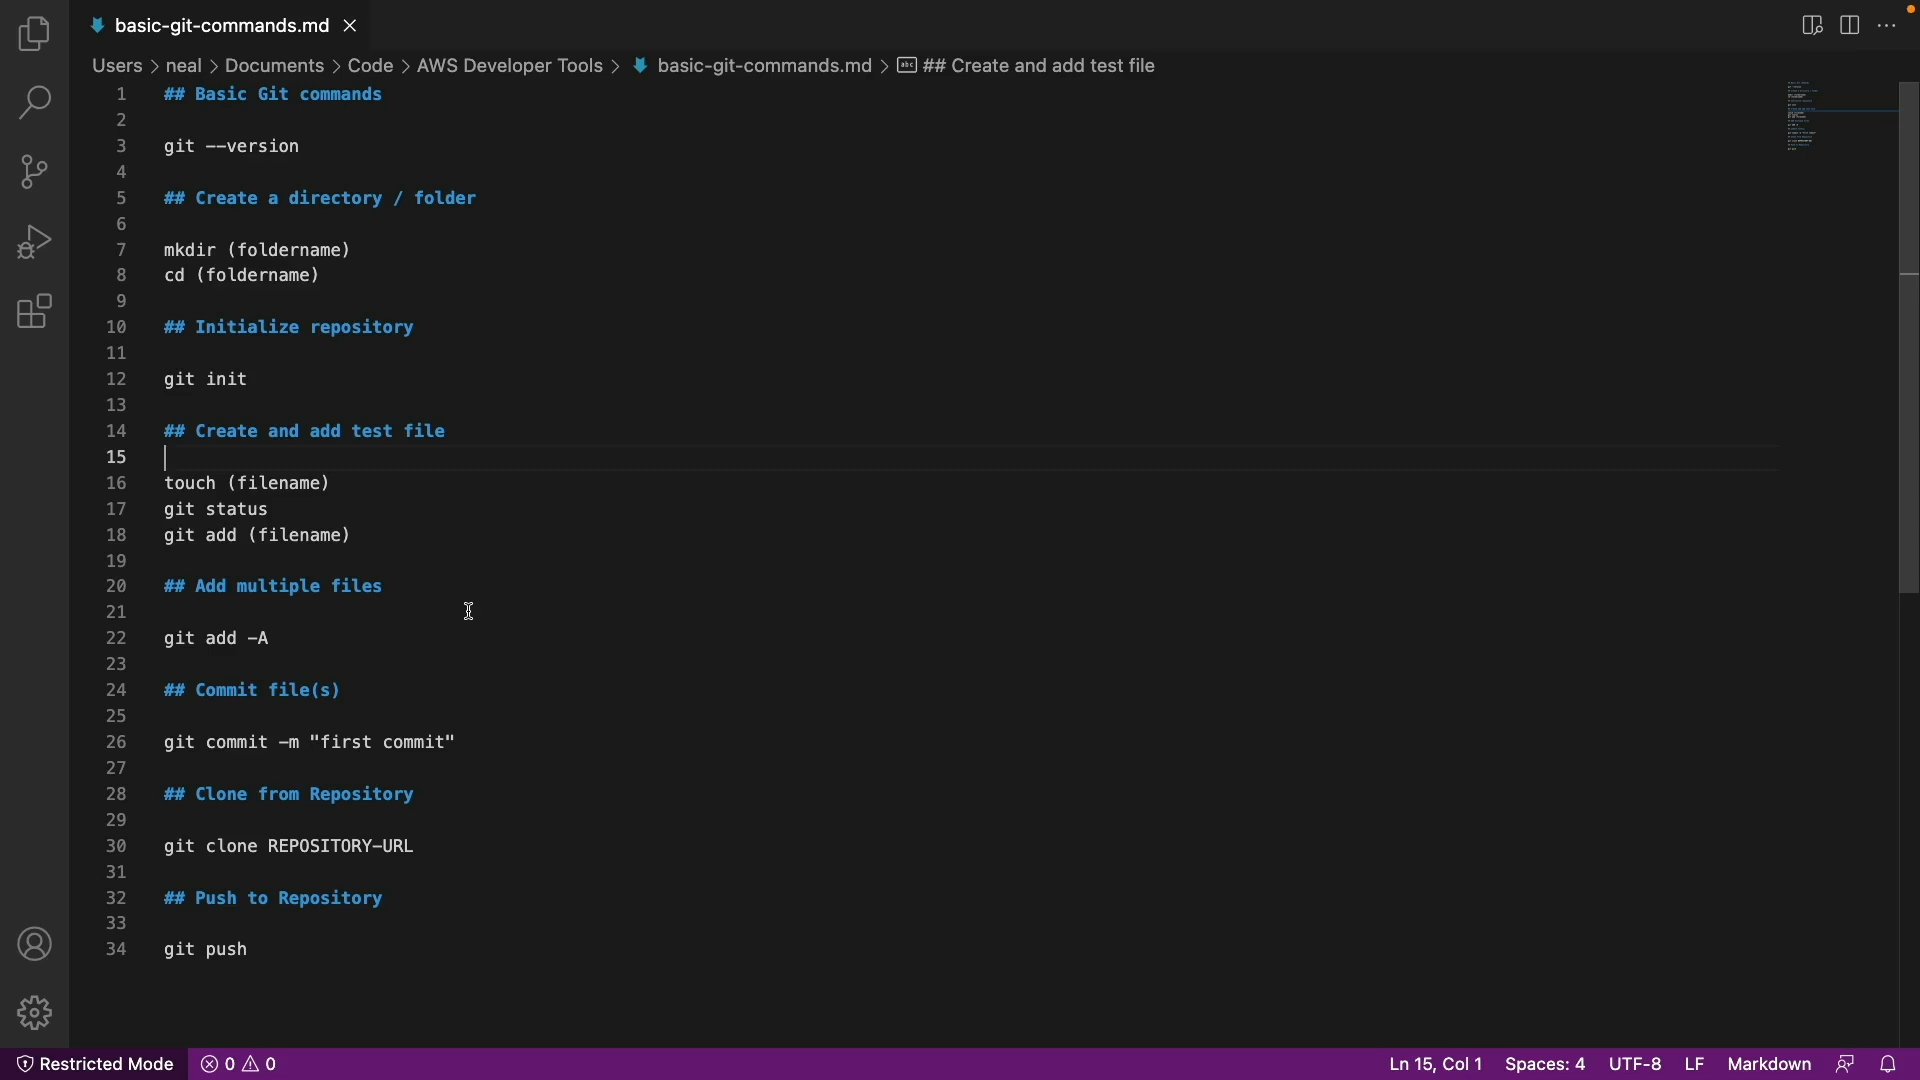 basic-git-commands.md
Users > neal > Documents > Code > AWS Developer Tools > basic-git-commands.md > abc ## Create and add test file
1 ## Basic Git commands
2
3 git --version
4
5 ## Create a directory / folder
6
7 mkdir (foldername)
8 cd (foldername)
9
10 ## Initialize repository
11
12 git init
13
14 ## Create and add test file
15
16 touch (filename)
17 git status
18 git add (filename)
19
20 ## Add multiple files
21
22 git add -A
23
24 ## Commit file(s)
25
26 git commit -m "first commit"
27
28 ## Clone from Repository
29
30 git clone REPOSITORY-URL
31
32 ## Push to Repository
33
34 git push
Restricted Mode 0 0 Ln 15, Col 1 Spaces: 4 UTF-8 LF Markdown